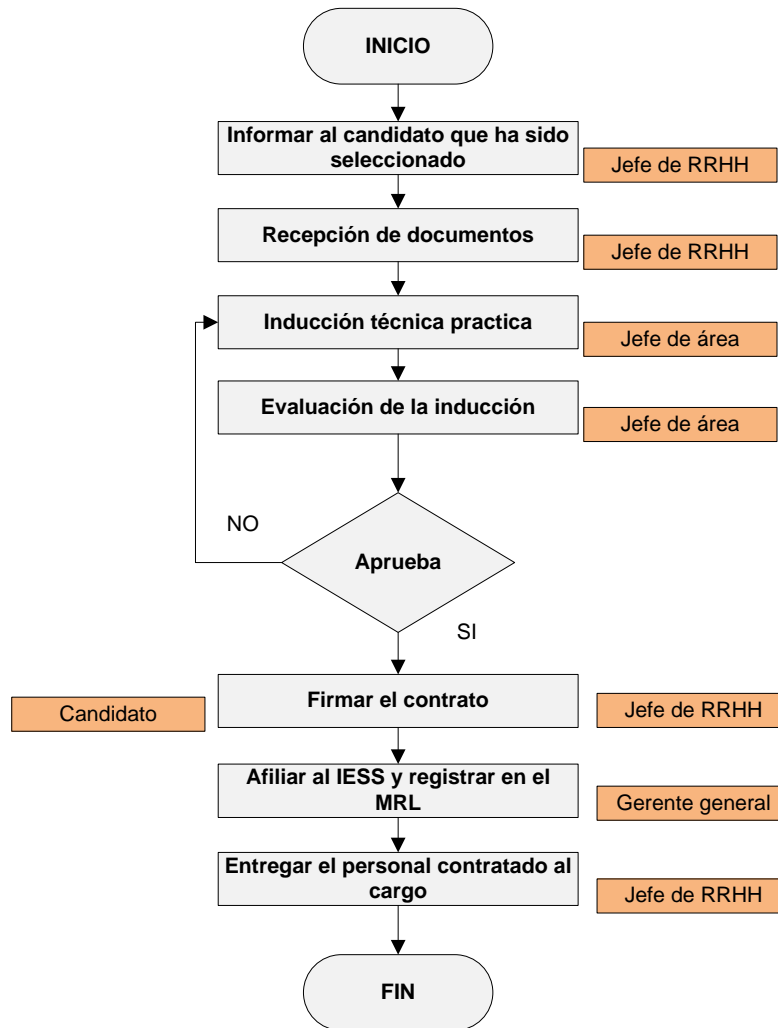 INICIO
Informar al candidato que ha sido
seleccionado
Jefe de RRHH
Recepción de documentos
Jefe de RRHH
Inducción técnica practica
Jefe de área
Evaluación de la inducción
Jefe de área
NO
Aprueba
SI
Candidato
Firmar el contrato
Jefe de RRHH
Afiliar al IESS y registrar en el
MRL
Gerente general
Entregar el personal contratado al
cargo
Jefe de RRHH
FIN